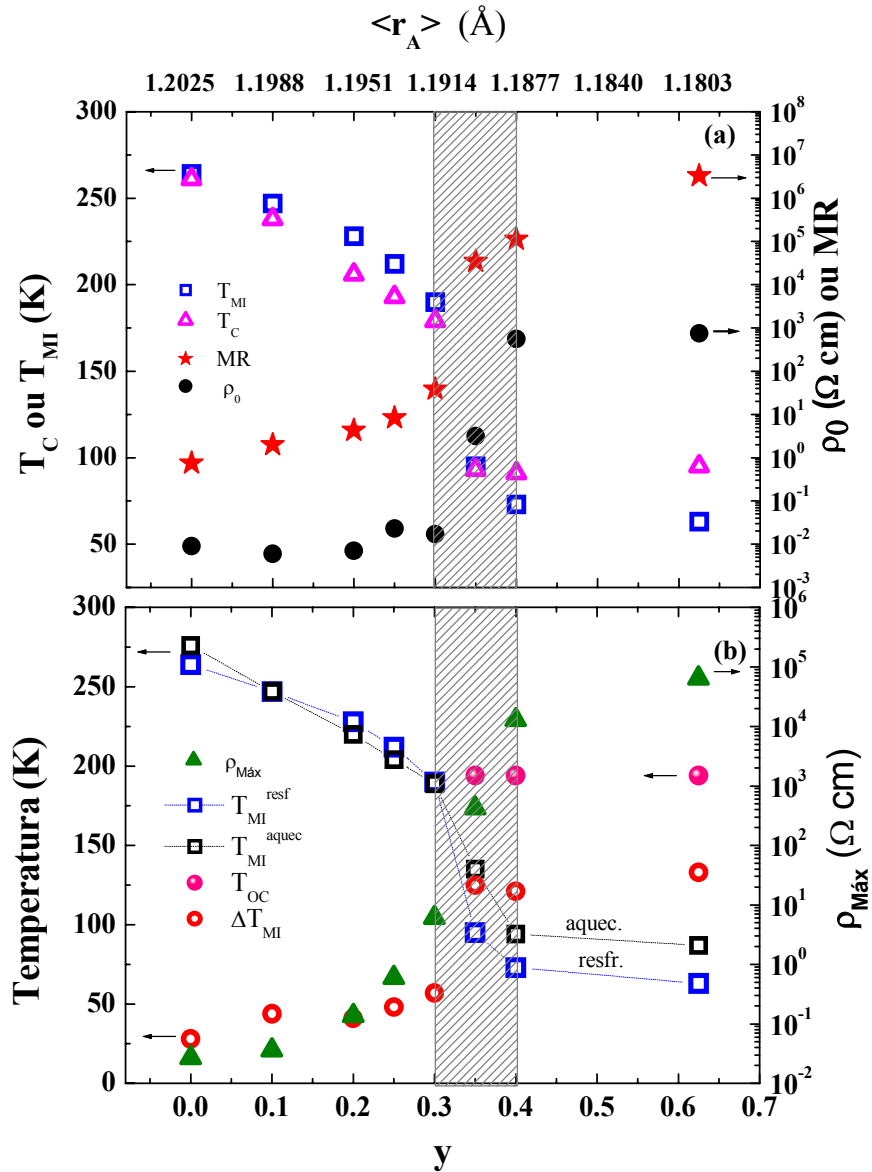 <r_A> (Å)
1.2025 1.1988 1.1951 1.1914 1.1877 1.1840 1.1803
(a)
T_C ou T_MI (K)
300
250
200
150
100
50
T_MI
T_C
MR
ρ_0
10^8
10^7
10^6
10^5
10^4
10^3
10^2
10^1
10^0
10^-1
10^-2
10^-3
ρ0 (Ω cm) ou MR
(b)
Temperatura (K)
300
250
200
150
100
50
0
ρ_Máx
T_MI^resf
T_MI^aquec
T_OC
ΔT_MI
aquec.
resfr.
10^6
10^5
10^4
10^3
10^2
10^1
10^0
10^-1
10^-2
ρ_Máx (Ω cm)
0.0 0.1 0.2 0.3 0.4 0.5 0.6 0.7
y